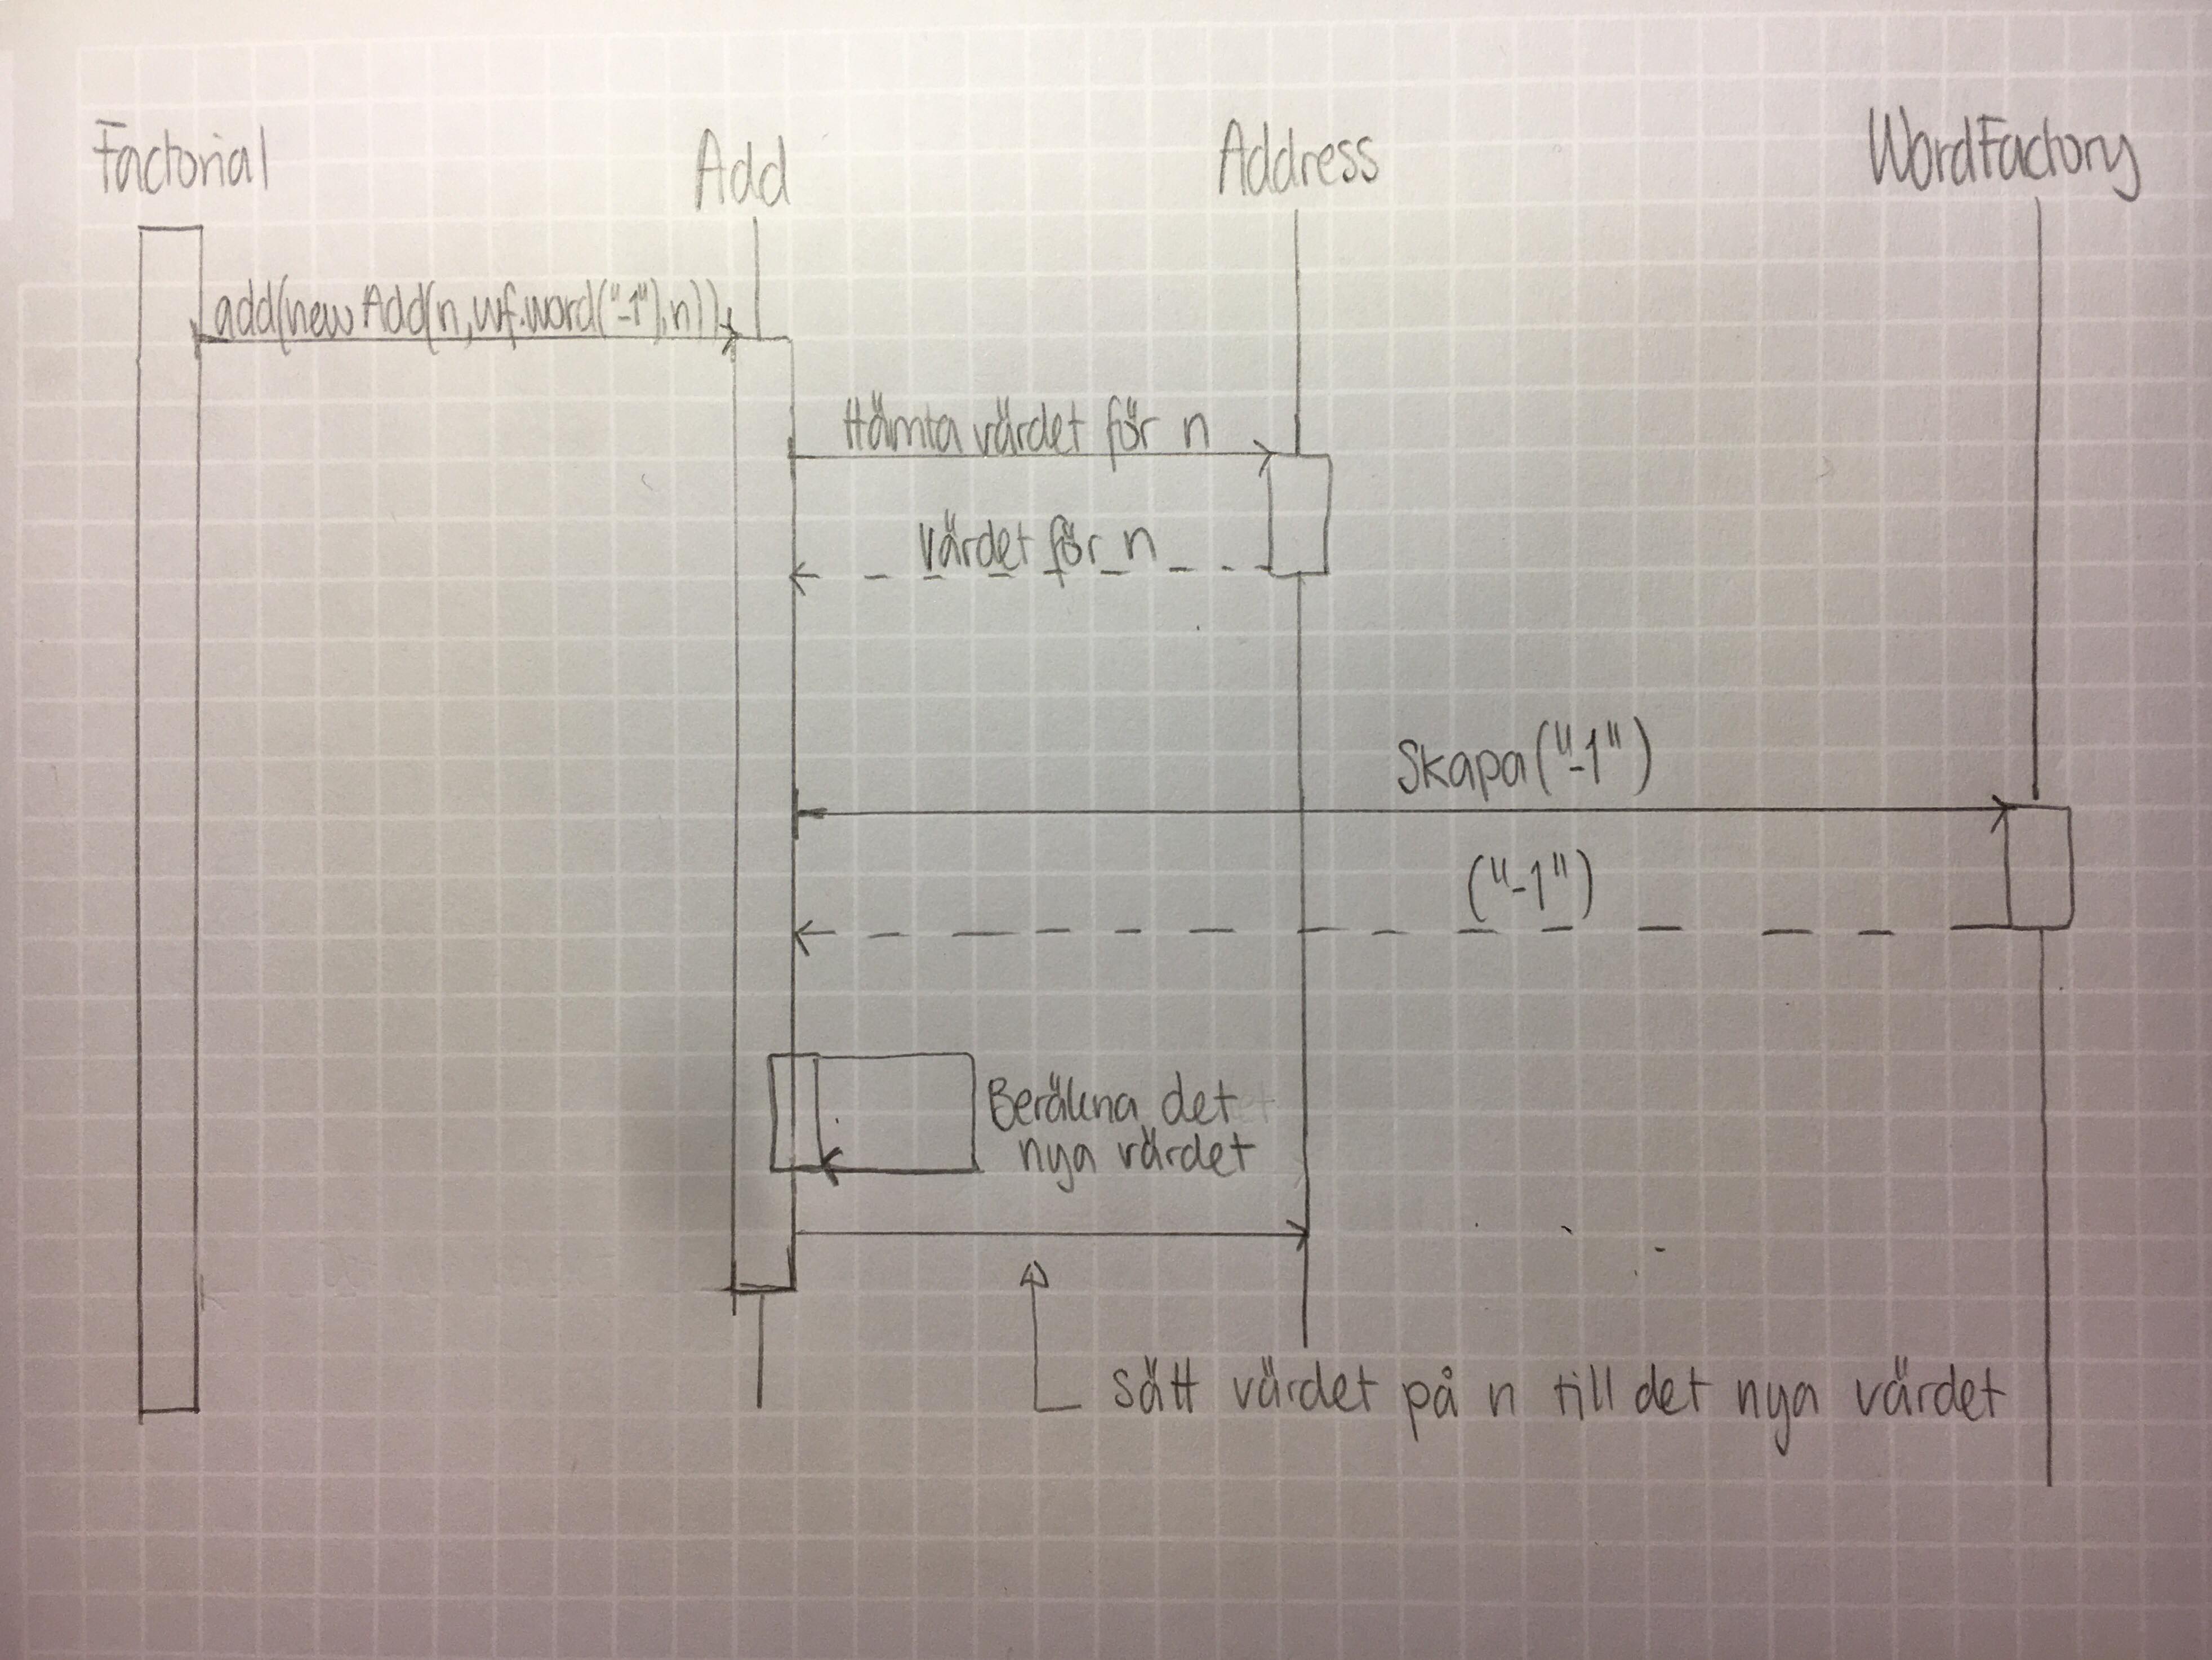 Factorial
Add
Address
WordFactory
add(new Add(n,wf.word("-1"),n))
Hämta värdet för n
Värdet för n
Skapa("-1")
("-1")
Beräkna det
nya värdet
sätt värdet på n till det nya värdet